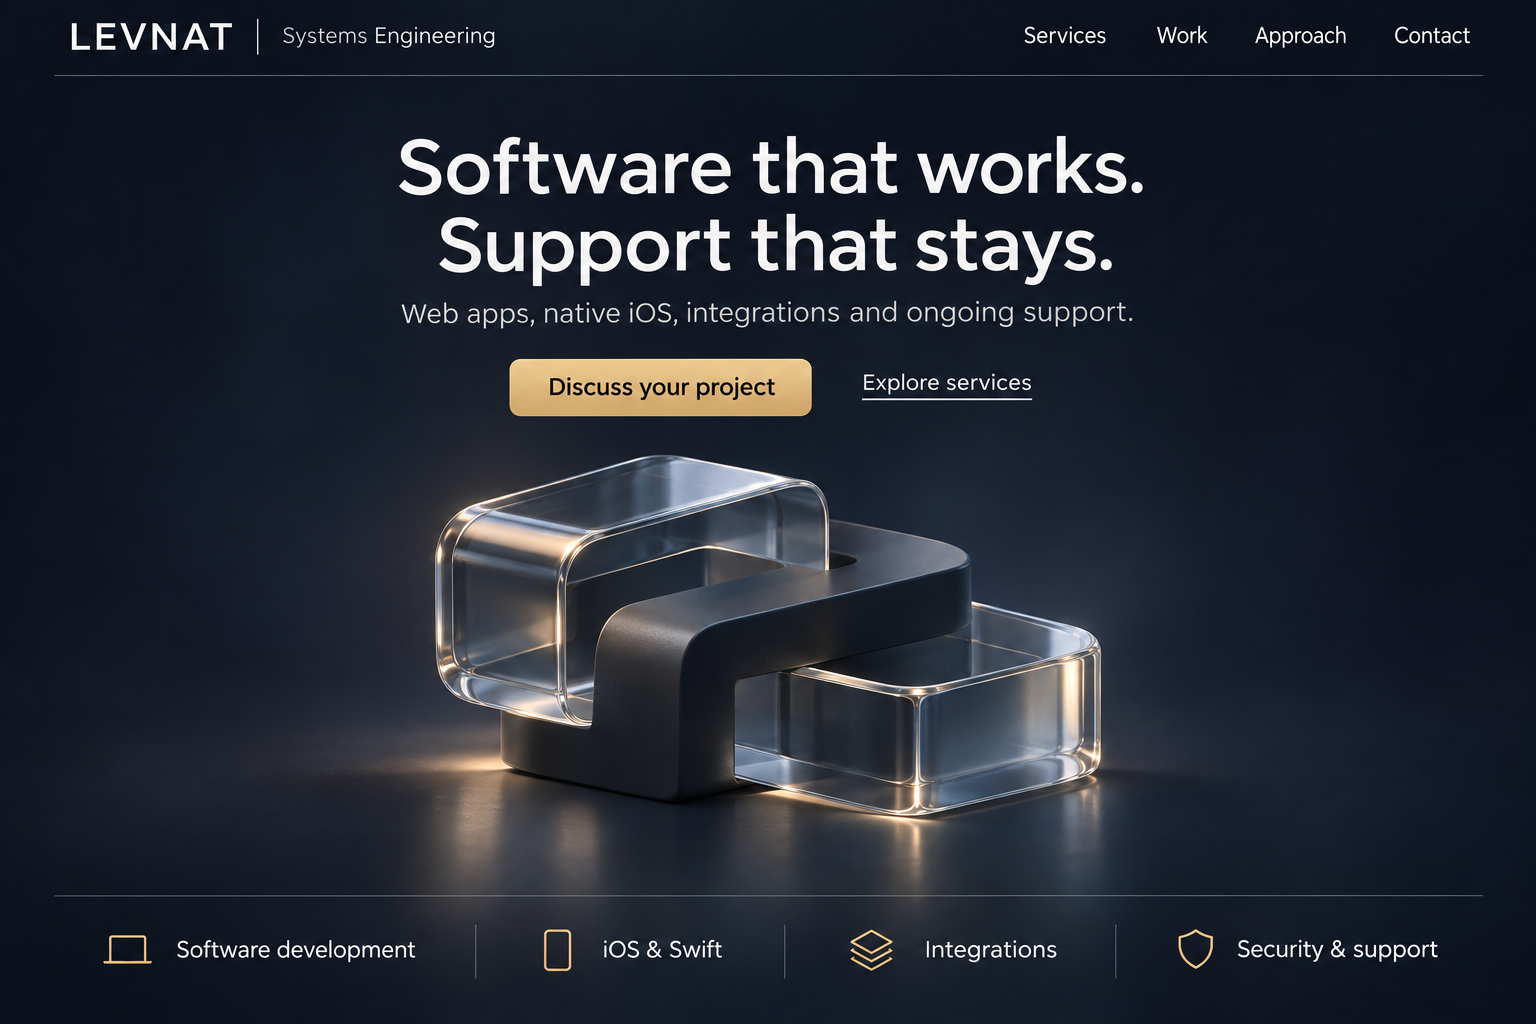 LEVNAT | Systems Engineering
Services Work Approach Contact
Software that works.
Support that stays.
Web apps, native iOS, integrations and ongoing support.
Discuss your project
Explore services
Software development
iOS & Swift
Integrations
Security & support